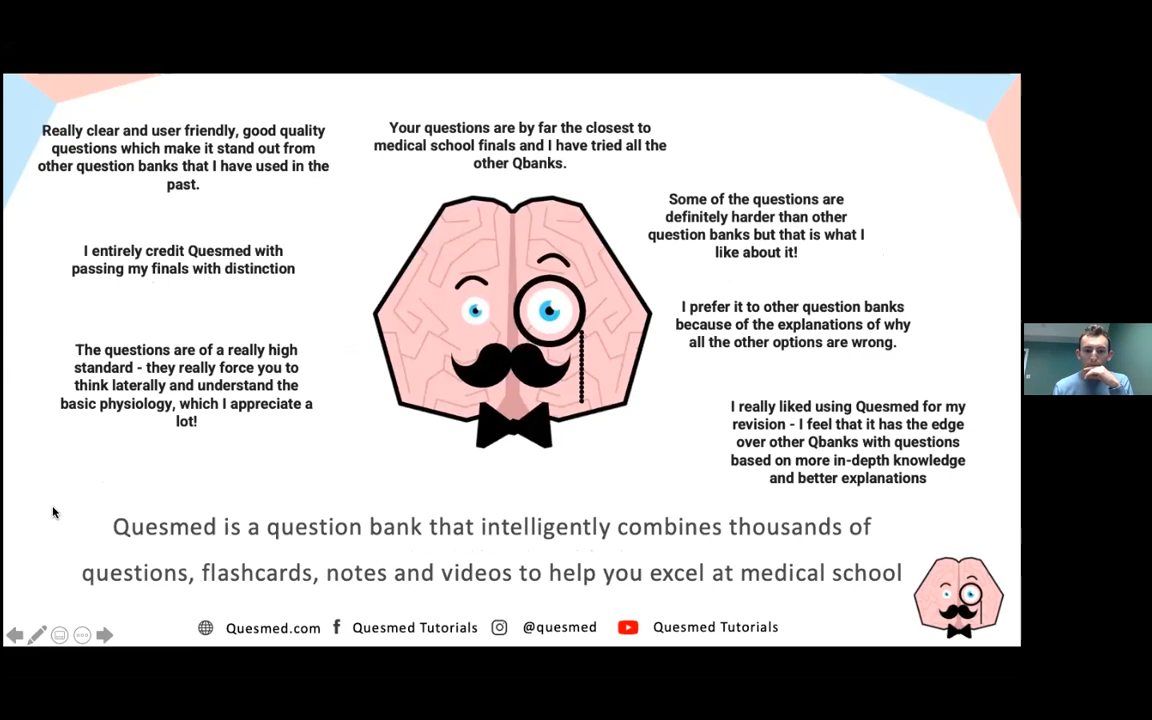 Really clear and user friendly, good quality
questions which make it stand out from
other question banks that I have used in the
past.
Your questions are by far the closest to
medical school finals and I have tried all the
other Qbanks.
Some of the questions are
definitely harder than other
question banks but that is what I
like about it!
I entirely credit Quesmed with
passing my finals with distinction
I prefer it to other question banks
because of the explanations of why
all the other options are wrong.
The questions are of a really high
standard - they really force you to
think laterally and understand the
basic physiology, which I appreciate a
lot!
I really liked using Quesmed for my
revision - I feel that it has the edge
over other Qbanks with questions
based on more in-depth knowledge
and better explanations
Quesmed is a question bank that intelligently combines thousands of
questions, flashcards, notes and videos to help you excel at medical school
Quesmed.com Quesmed Tutorials @quesmed Quesmed Tutorials